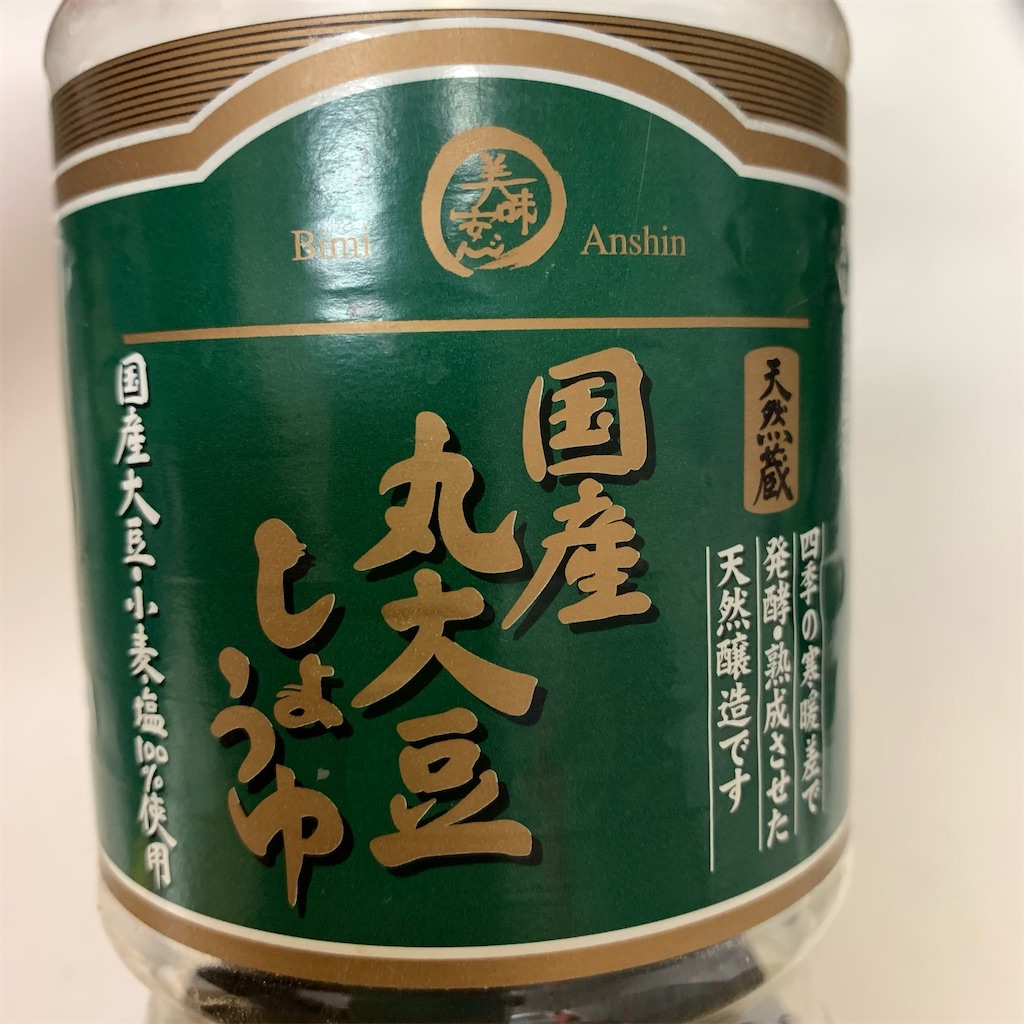 美味安心
Bimi Anshin
天然蔵
四季の寒暖差で
発酵・熟成させた
天然醸造です
国産
丸大豆
しょうゆ
国産大豆・小麦・塩100%使用